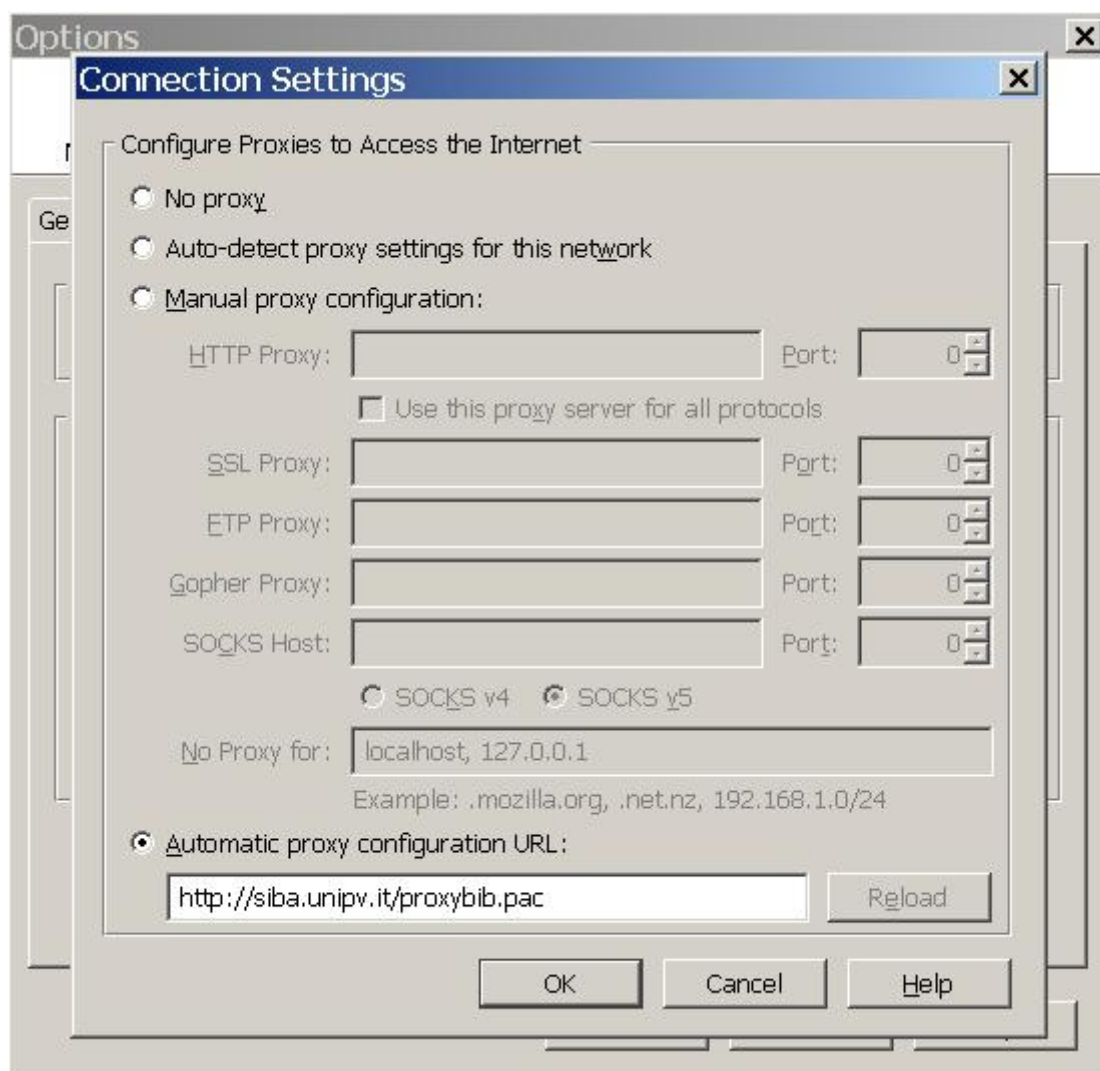 Options
Connection Settings
Configure Proxies to Access the Internet
No proxy
Ge
Auto-detect proxy settings for this network
Manual proxy configuration:
HTTP Proxy: Port: 0
Use this proxy server for all protocols
SSL Proxy: Port: 0
FTP Proxy: Port: 0
Gopher Proxy: Port: 0
SOCKS Host: Port: 0
SOCKS v4 SOCKS v5
No Proxy for: localhost, 127.0.0.1
Example: .mozilla.org, .net.nz, 192.168.1.0/24
Automatic proxy configuration URL:
http://siba.unipv.it/proxybib.pac Reload
OK Cancel Help